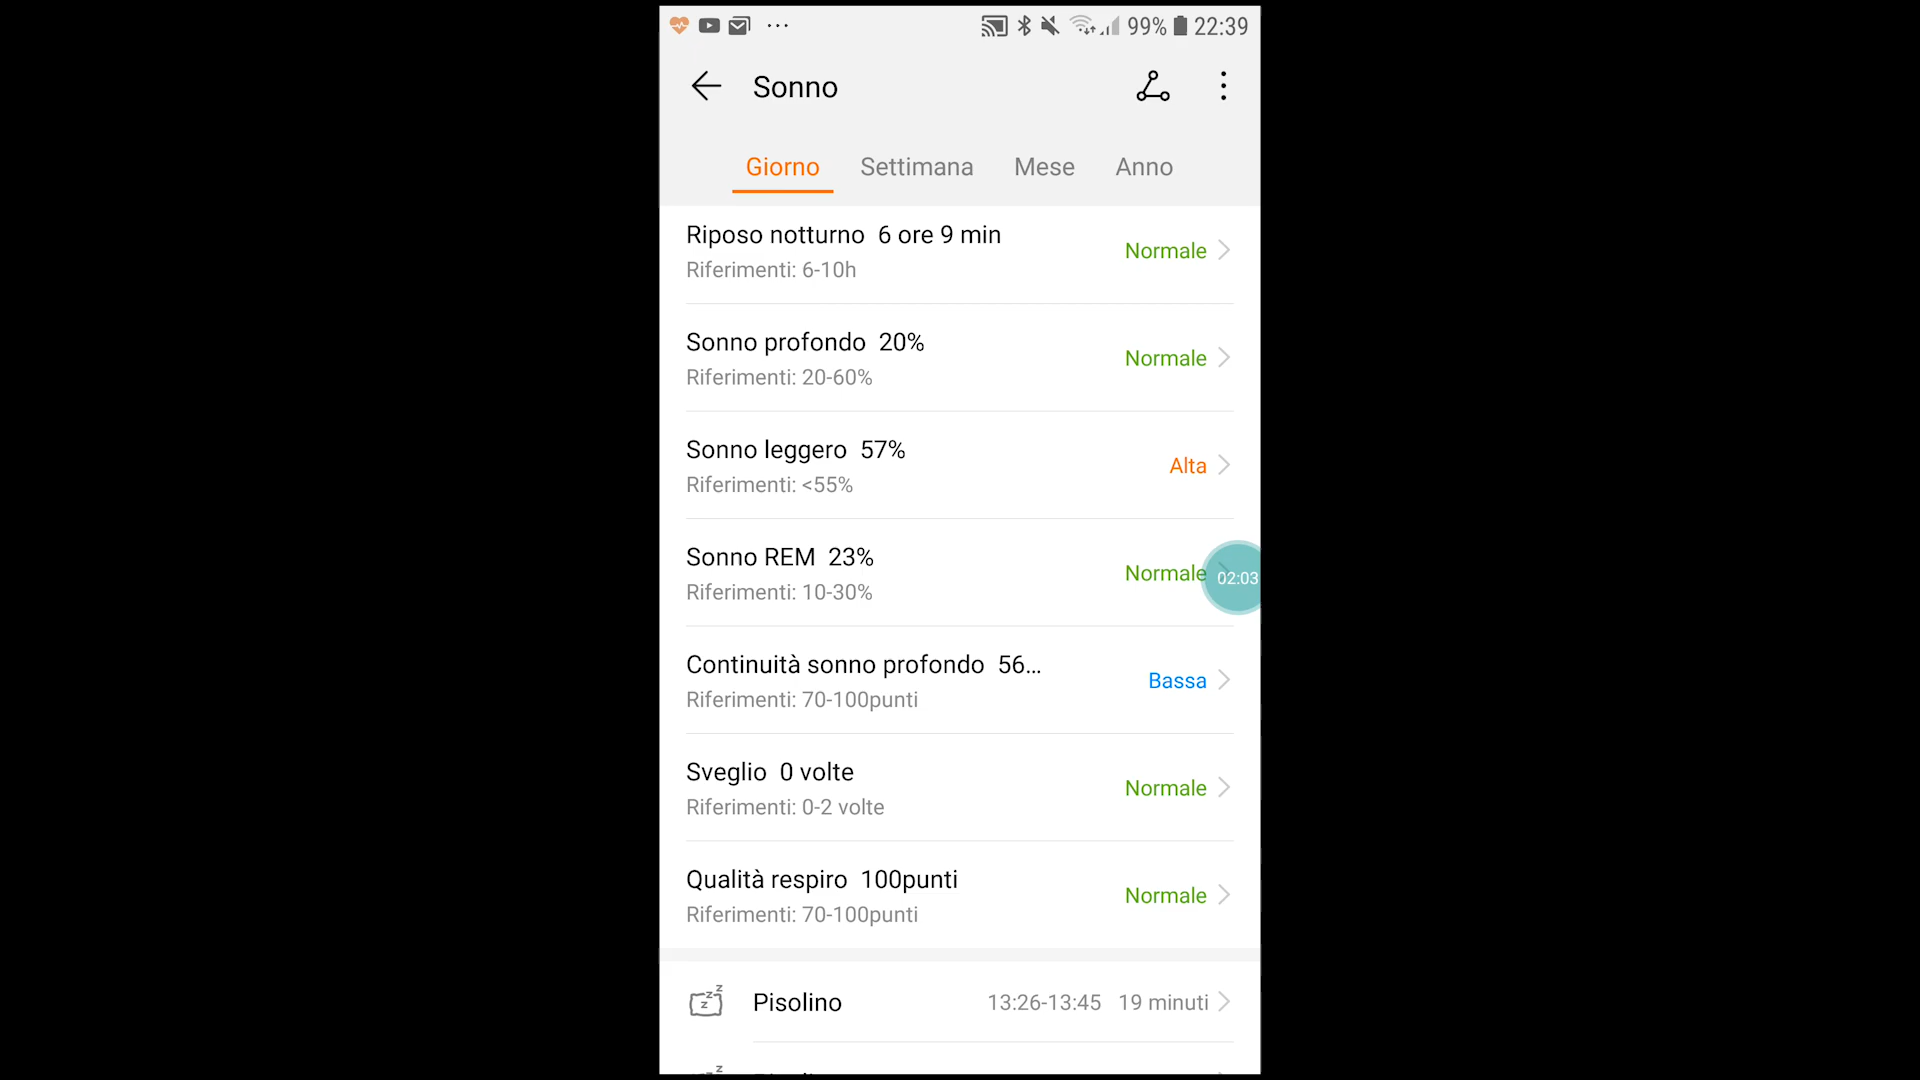 99% 22:39
Sonno
Giorno Settimana Mese Anno
Riposo notturno 6 ore 9 min
Normale
Riferimenti: 6-10h
Sonno profondo 20%
Normale
Riferimenti: 20-60%
Sonno leggero 57%
Alta
Riferimenti: <55%
Sonno REM 23%
Normale
02:03
Riferimenti: 10-30%
Continuità sonno profondo 56...
Bassa
Riferimenti: 70-100punti
Sveglio 0 volte
Normale
Riferimenti: 0-2 volte
Qualità respiro 100punti
Normale
Riferimenti: 70-100punti
Pisolino 13:26-13:45 19 minuti